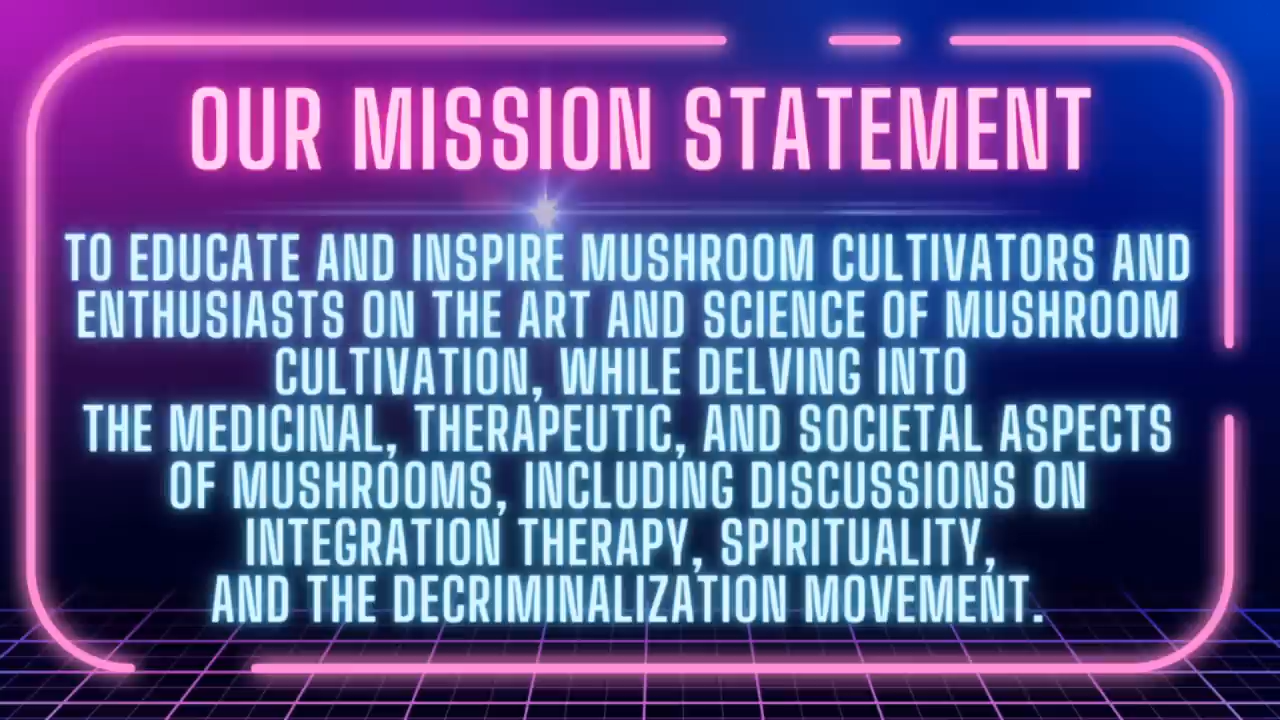 OUR MISSION STATEMENT
TO EDUCATE AND INSPIRE MUSHROOM CULTIVATORS AND
ENTHUSIASTS ON THE ART AND SCIENCE OF MUSHROOM
CULTIVATION, WHILE DELVING INTO
THE MEDICINAL, THERAPEUTIC, AND SOCIETAL ASPECTS
OF MUSHROOMS, INCLUDING DISCUSSIONS ON
INTEGRATION THERAPY, SPIRITUALITY,
AND THE DECRIMINALIZATION MOVEMENT.